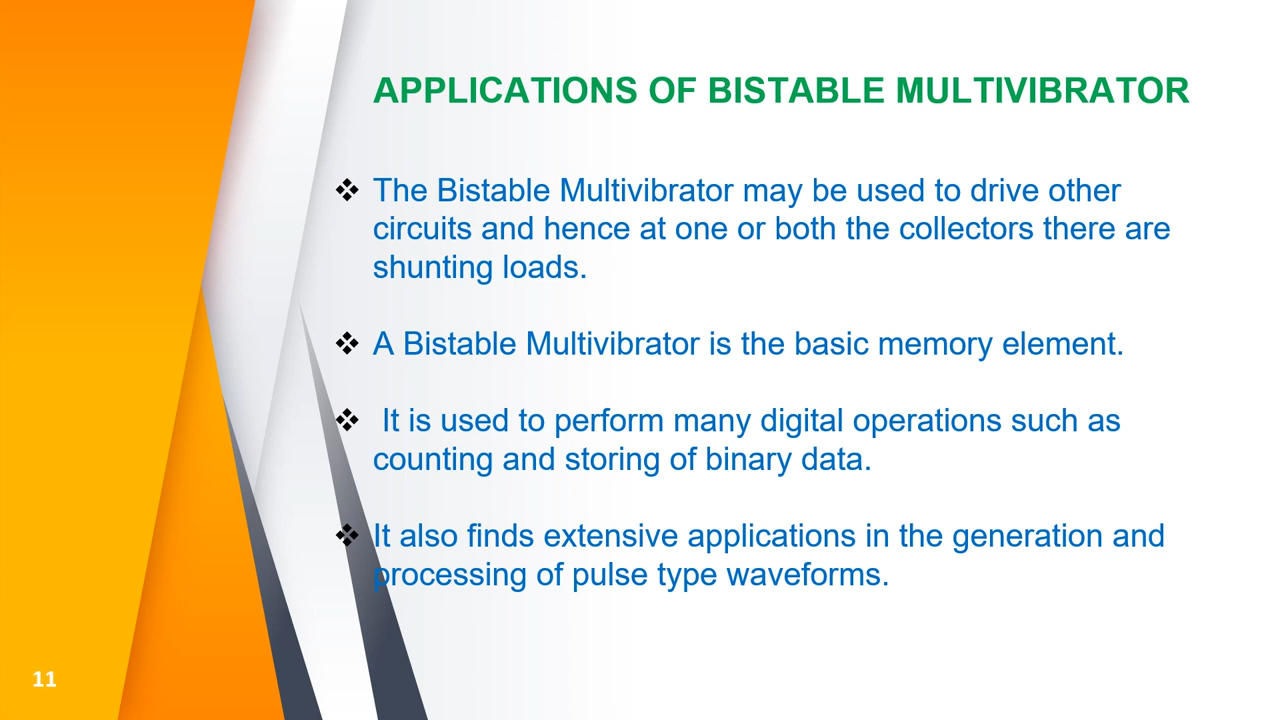 APPLICATIONS OF BISTABLE MULTIVIBRATOR
❖ The Bistable Multivibrator may be used to drive other
circuits and hence at one or both the collectors there are
shunting loads.
❖ A Bistable Multivibrator is the basic memory element.
❖ It is used to perform many digital operations such as
counting and storing of binary data.
❖ It also finds extensive applications in the generation and
processing of pulse type waveforms.
11